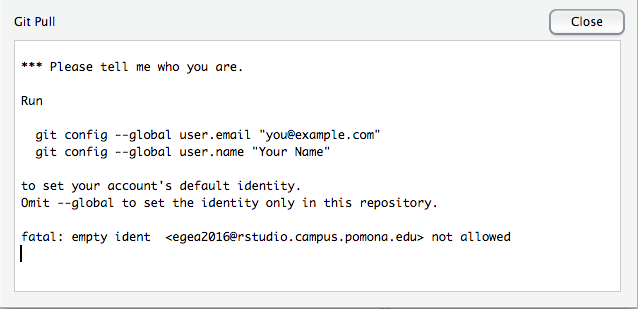 Git Pull
Close
*** Please tell me who you are.
Run
git config --global user.email "you@example.com"
git config --global user.name "Your Name"
to set your account's default identity.
Omit --global to set the identity only in this repository.
fatal: empty ident  <egea2016@rstudio.campus.pomona.edu> not allowed